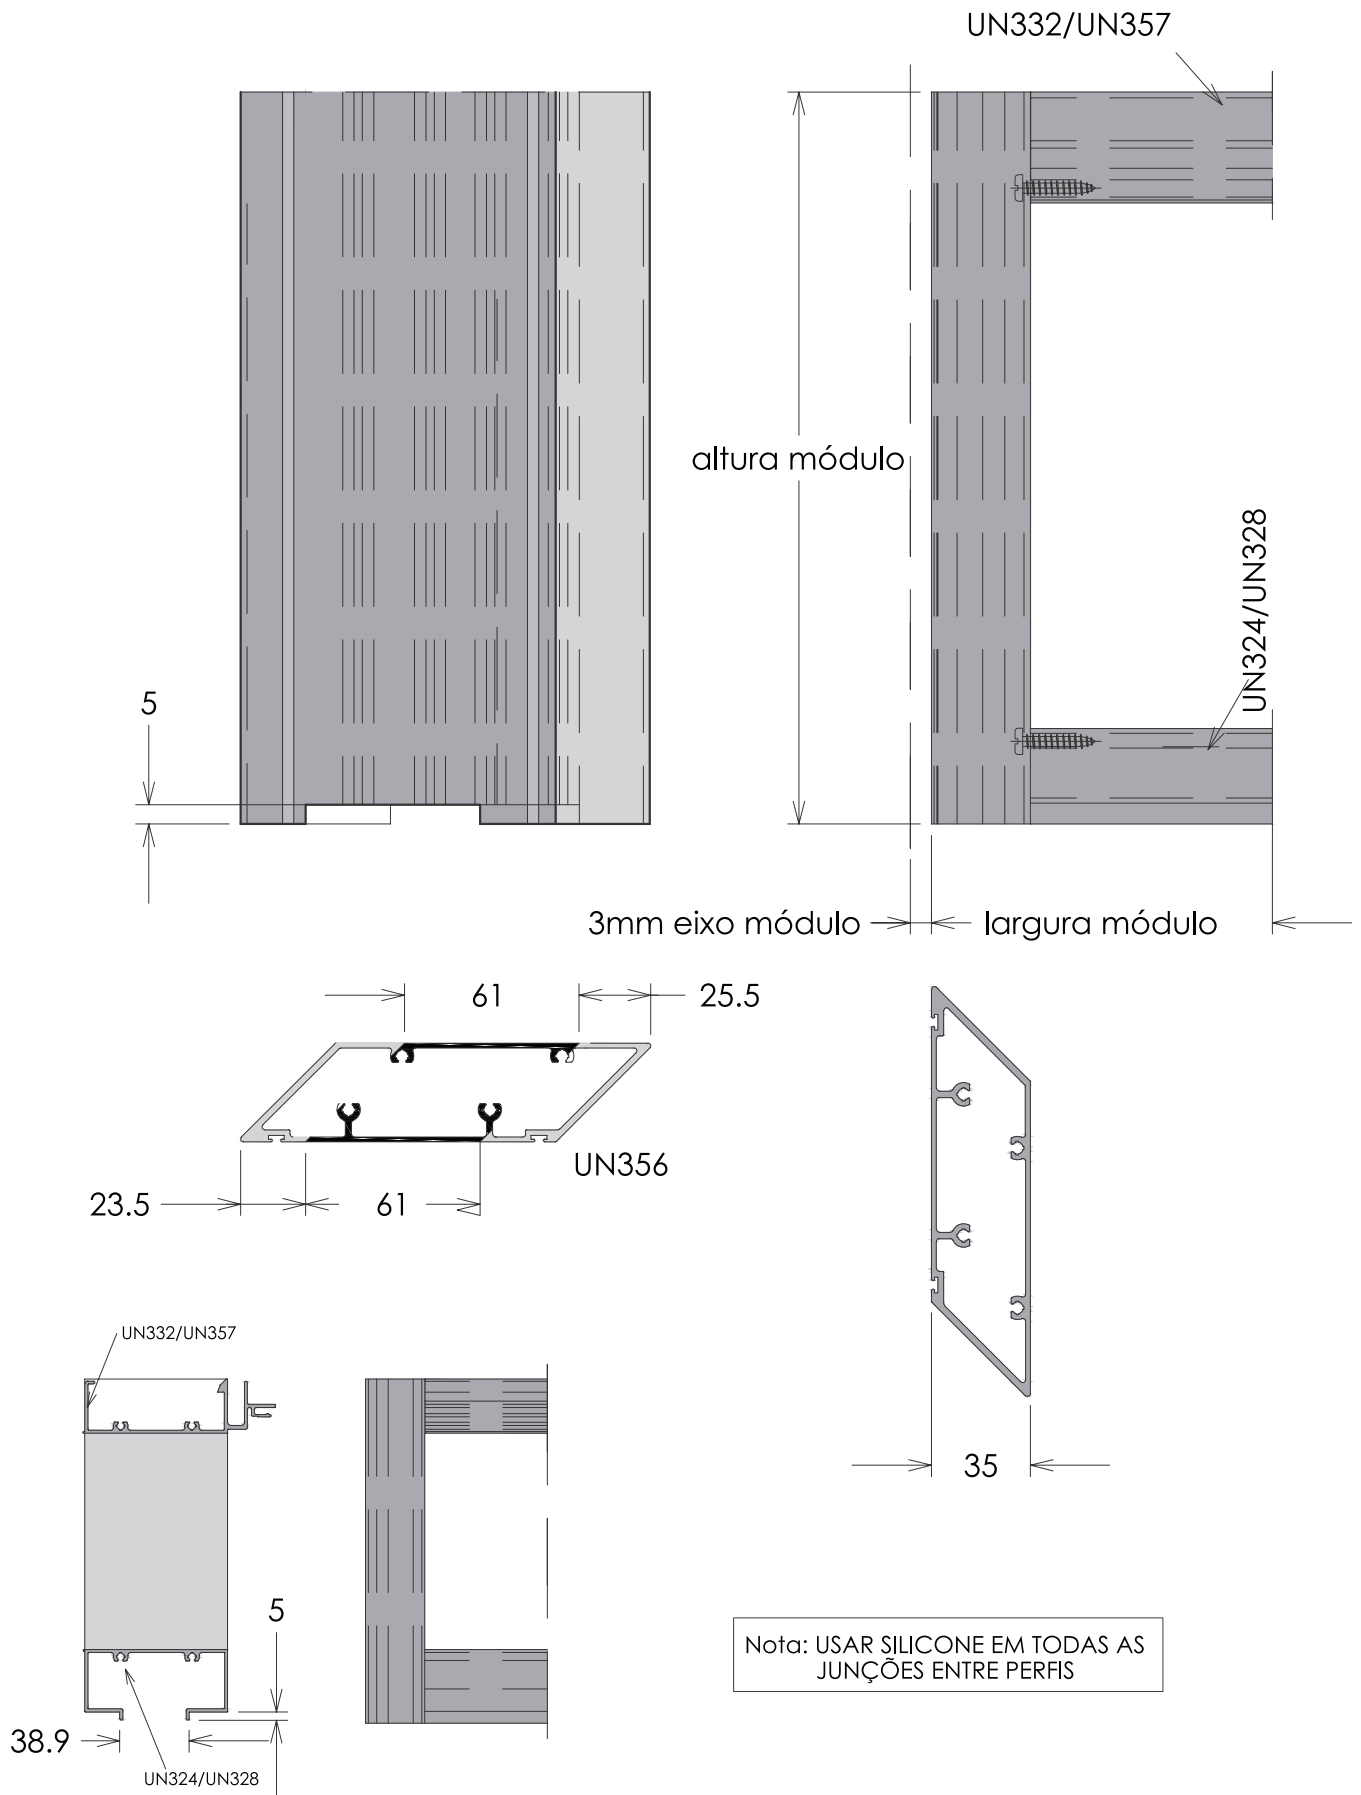 UN332/UN357
altura módulo
UN324/UN328
5
3mm eixo módulo
largura módulo
61
25.5
UN356
23.5
61
35
UN332/UN357
5
38.9
UN324/UN328
Nota: USAR SILICONE EM TODAS AS
JUNÇÕES ENTRE PERFIS